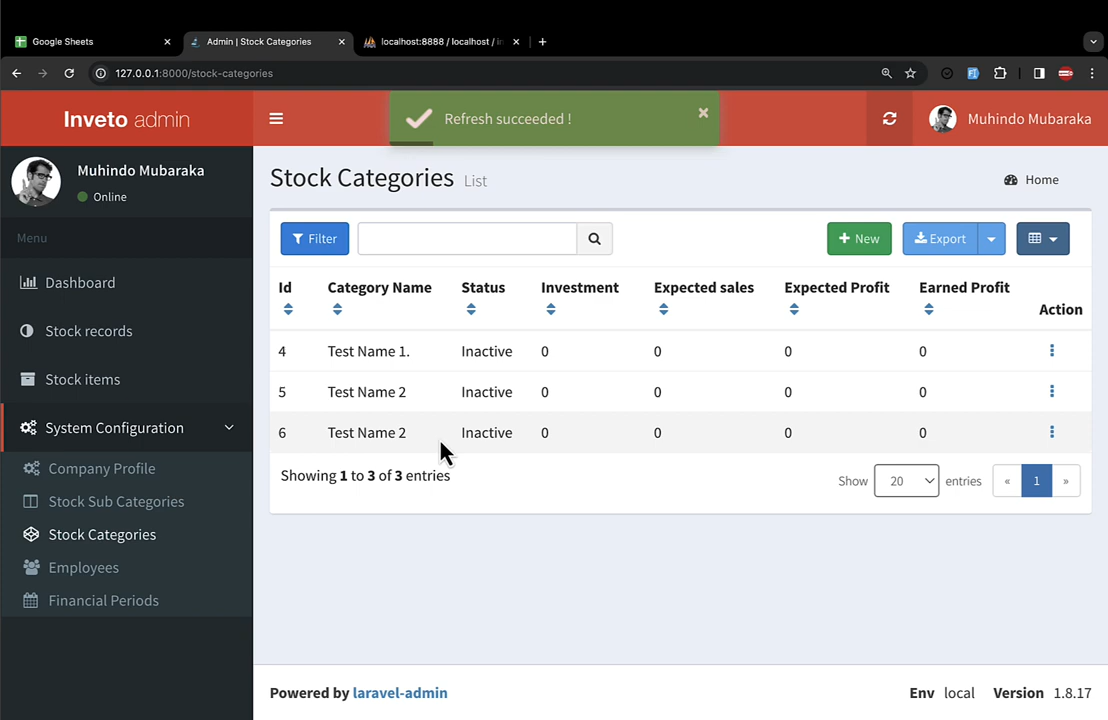 Google Sheets
Admin | Stock Categories
localhost:8888 / localhost / in
127.0.0.1:8000/stock-categories
Inveto admin
Refresh succeeded !
Muhindo Mubaraka
Muhindo Mubaraka
Online
Menu
Dashboard
Stock records
Stock items
System Configuration
Company Profile
Stock Sub Categories
Stock Categories
Employees
Financial Periods
Stock Categories List
Home
Filter
New
Export
Id Category Name Status Investment Expected sales Expected Profit Earned Profit Action
4 Test Name 1. Inactive 0 0 0 0
5 Test Name 2 Inactive 0 0 0 0
6 Test Name 2 Inactive 0 0 0 0
Showing 1 to 3 of 3 entries
Show 20 entries « 1 »
Powered by laravel-admin
Env local Version 1.8.17